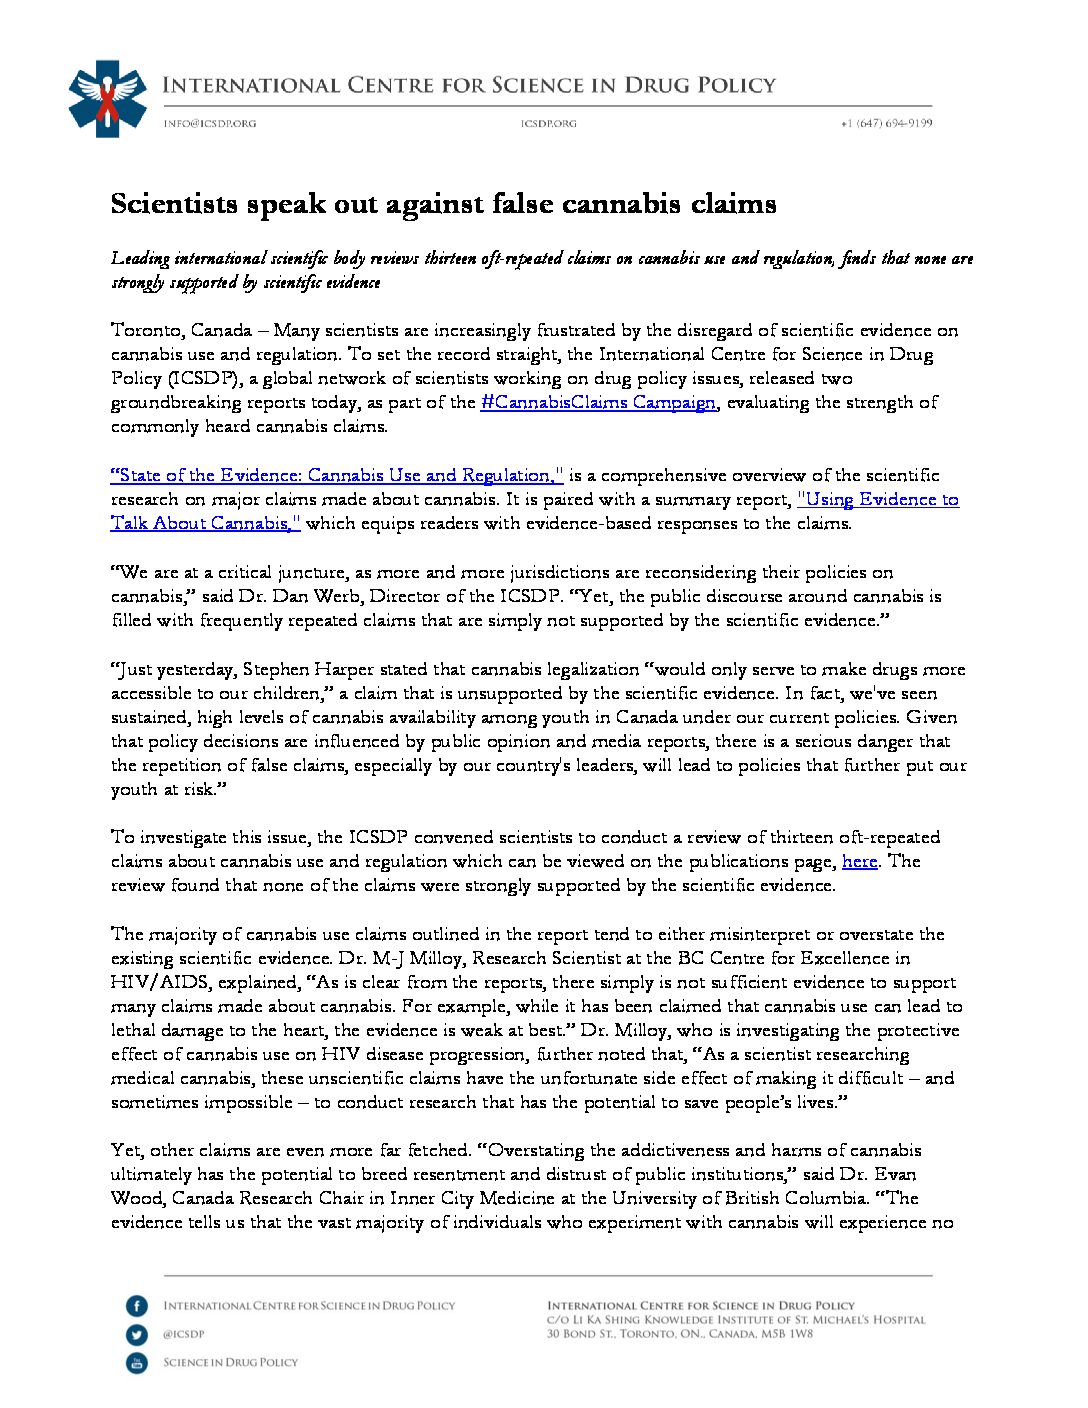 INTERNATIONAL CENTRE FOR SCIENCE IN DRUG POLICY
INFO@ICSDP.ORG ICSDP.ORG +1 (647) 694-9199
Scientists speak out against false cannabis claims
Leading international scientific body reviews thirteen oft-repeated claims on cannabis use and regulation, finds that none are
strongly supported by scientific evidence
Toronto, Canada – Many scientists are increasingly frustrated by the disregard of scientific evidence on
cannabis use and regulation. To set the record straight, the International Centre for Science in Drug
Policy (ICSDP), a global network of scientists working on drug policy issues, released two
groundbreaking reports today, as part of the #CannabisClaims Campaign, evaluating the strength of
commonly heard cannabis claims.
“State of the Evidence: Cannabis Use and Regulation," is a comprehensive overview of the scientific
research on major claims made about cannabis. It is paired with a summary report, "Using Evidence to
Talk About Cannabis," which equips readers with evidence-based responses to the claims.
“We are at a critical juncture, as more and more jurisdictions are reconsidering their policies on
cannabis,” said Dr. Dan Werb, Director of the ICSDP. “Yet, the public discourse around cannabis is
filled with frequently repeated claims that are simply not supported by the scientific evidence.”
“Just yesterday, Stephen Harper stated that cannabis legalization “would only serve to make drugs more
accessible to our children,” a claim that is unsupported by the scientific evidence. In fact, we've seen
sustained, high levels of cannabis availability among youth in Canada under our current policies. Given
that policy decisions are influenced by public opinion and media reports, there is a serious danger that
the repetition of false claims, especially by our country's leaders, will lead to policies that further put our
youth at risk.”
To investigate this issue, the ICSDP convened scientists to conduct a review of thirteen oft-repeated
claims about cannabis use and regulation which can be viewed on the publications page, here. The
review found that none of the claims were strongly supported by the scientific evidence.
The majority of cannabis use claims outlined in the report tend to either misinterpret or overstate the
existing scientific evidence. Dr. M-J Milloy, Research Scientist at the BC Centre for Excellence in
HIV/AIDS, explained, “As is clear from the reports, there simply is not sufficient evidence to support
many claims made about cannabis. For example, while it has been claimed that cannabis use can lead to
lethal damage to the heart, the evidence is weak at best.” Dr. Milloy, who is investigating the protective
effect of cannabis use on HIV disease progression, further noted that, “As a scientist researching
medical cannabis, these unscientific claims have the unfortunate side effect of making it difficult – and
sometimes impossible – to conduct research that has the potential to save people’s lives.”
Yet, other claims are even more far fetched. “Overstating the addictiveness and harms of cannabis
ultimately has the potential to breed resentment and distrust of public institutions,” said Dr. Evan
Wood, Canada Research Chair in Inner City Medicine at the University of British Columbia. “The
evidence tells us that the vast majority of individuals who experiment with cannabis will experience no
INTERNATIONAL CENTRE FOR SCIENCE IN DRUG POLICY
@ICSDP
SCIENCE IN DRUG POLICY
INTERNATIONAL CENTRE FOR SCIENCE IN DRUG POLICY
C/O LI KA SHING KNOWLEDGE INSTITUTE OF ST. MICHAEL'S HOSPITAL
30 BOND ST., TORONTO, ON., CANADA, M5B 1W8